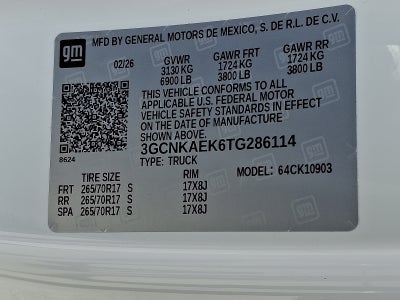 gm
MFD BY GENERAL MOTORS DE MEXICO, S. DE R.L. DE C.V.
02/26 GVWR GAWR FRT GAWR RR
3130 KG 1724 KG 1724 KG
6900 LB 3800 LB 3800 LB
THIS VEHICLE CONFORMS TO ALL
APPLICABLE U.S. FEDERAL MOTOR
VEHICLE SAFETY STANDARDS IN EFFECT
ON THE DATE OF MANUFACTURE
SHOWN ABOVE.
3GCNKAEK6TG286114
8624
TYPE: TRUCK MODEL: 64CK10903
TIRE SIZE RIM
FRT 265/70R17 S 17X8J
RR 265/70R17 S 17X8J
SPA 265/70R17 S 17X8J